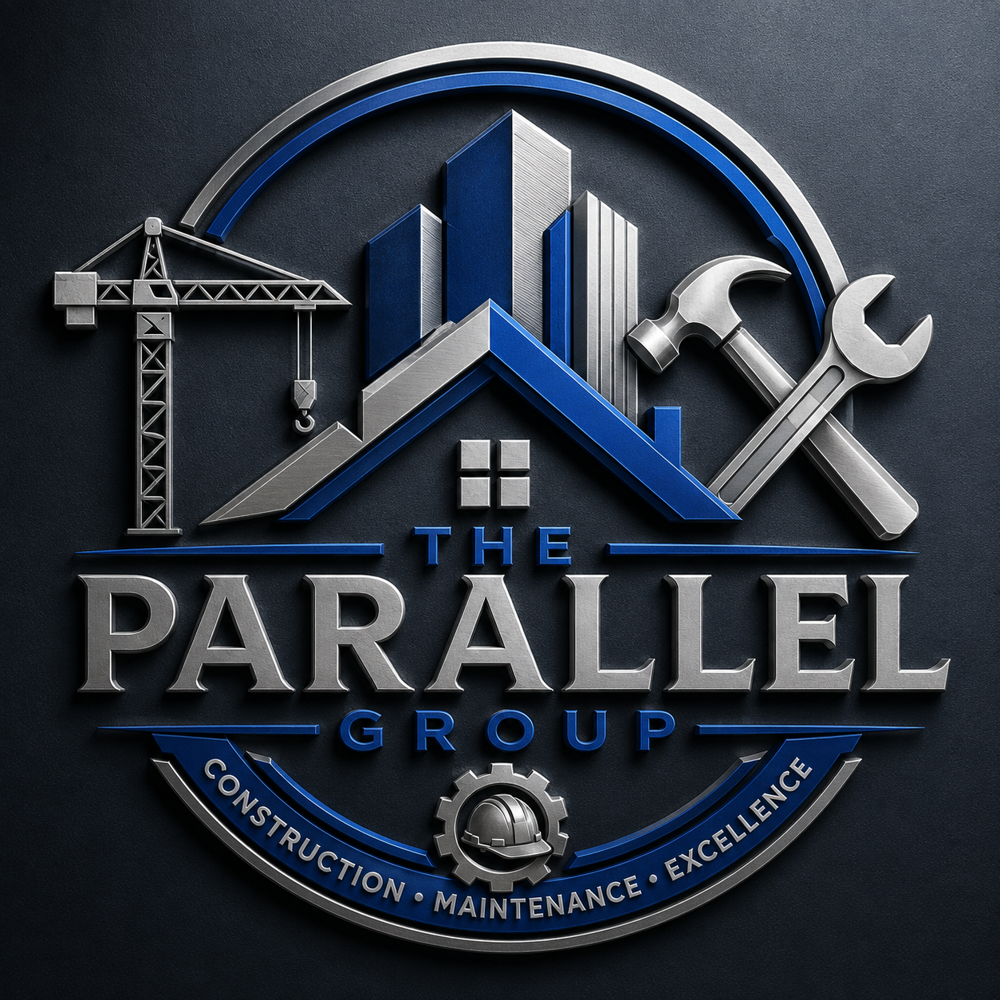 THE
PARALLEL
GROUP
CONSTRUCTION • MAINTENANCE • EXCELLENCE